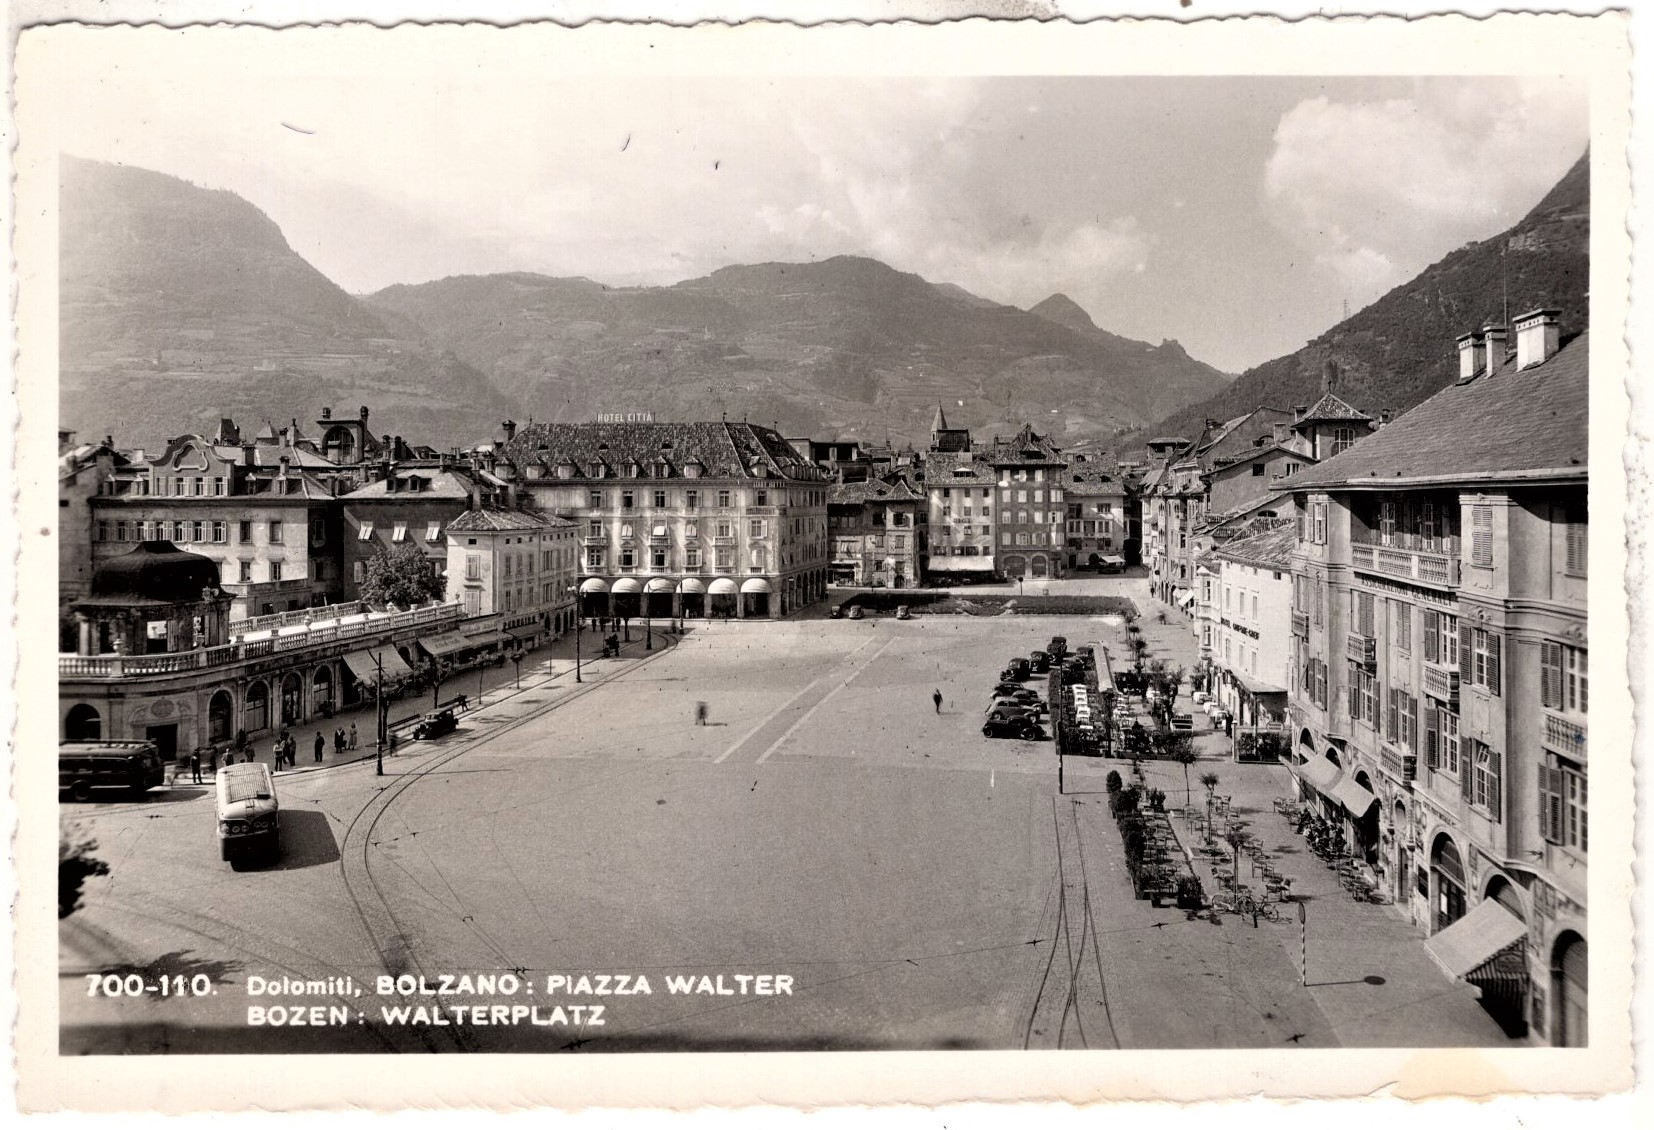 HOTEL CITTÀ
700-110. Dolomiti, BOLZANO: PIAZZA WALTER
BOZEN: WALTERPLATZ